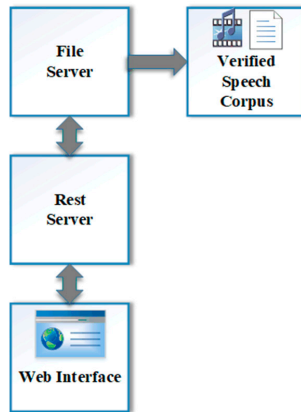 File
Server
Verified
Speech
Corpus
Rest
Server
Web Interface